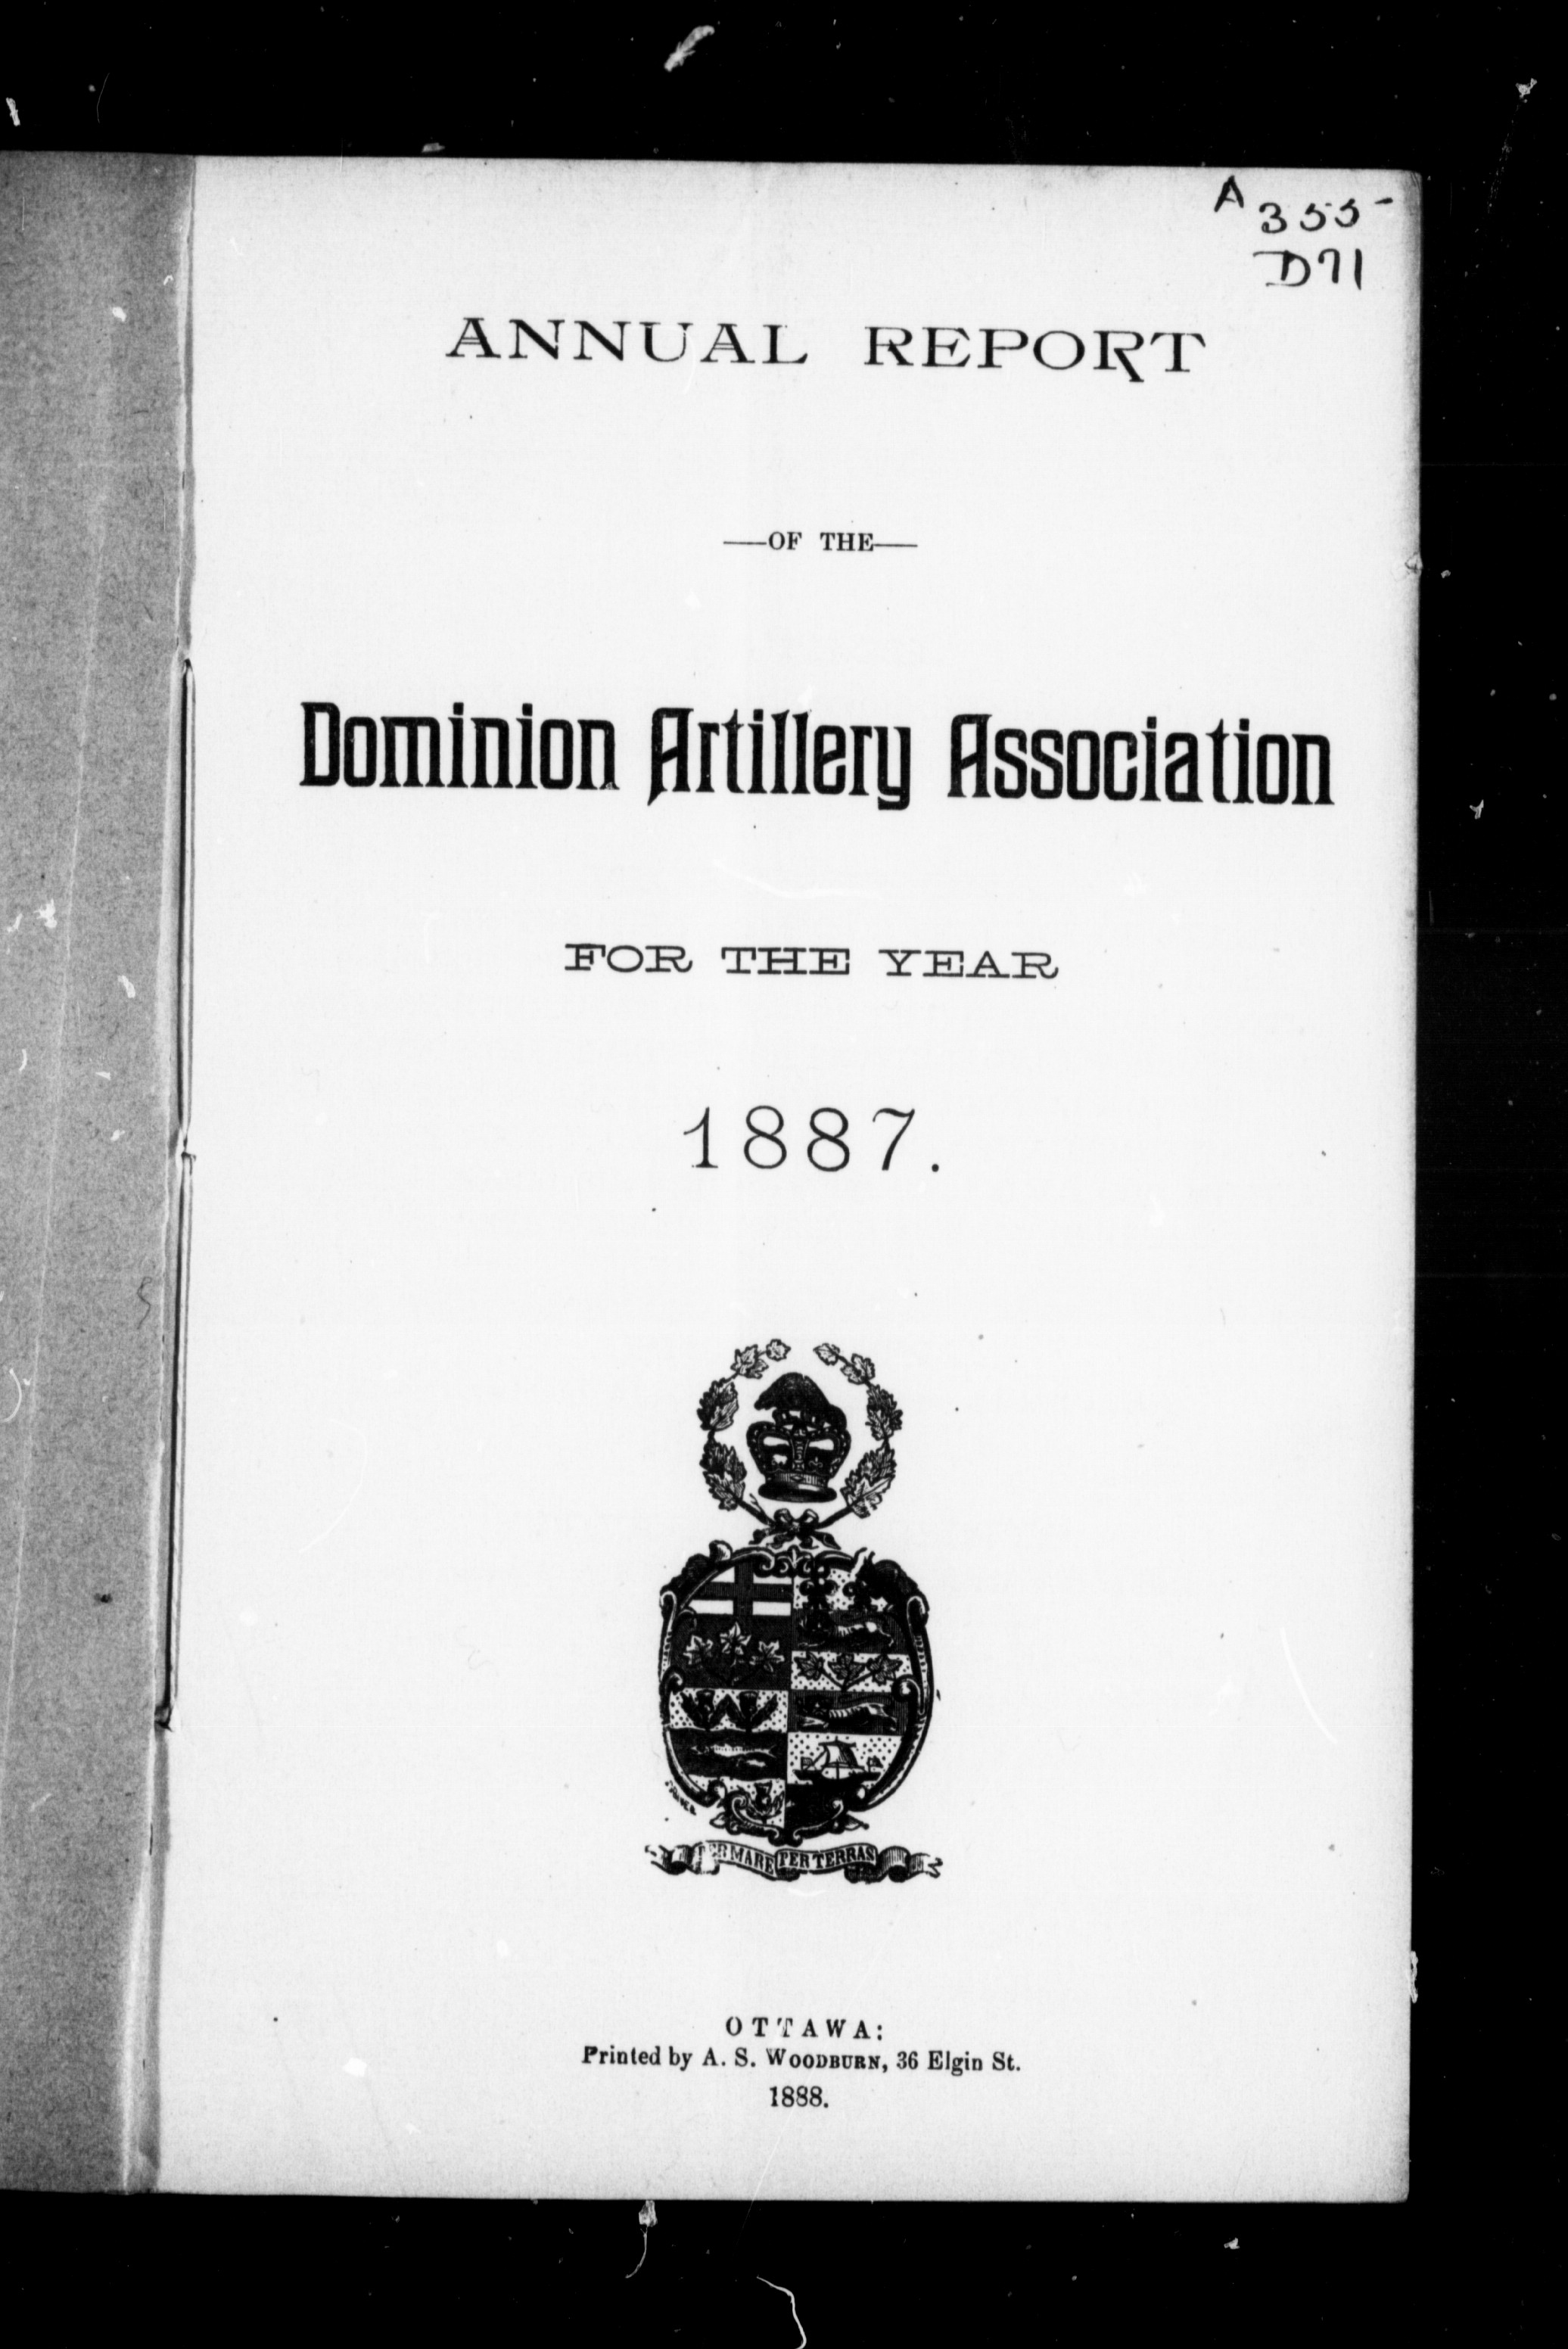 A 355
D71
ANNUAL REPORT
—OF THE—
Dominion Artillery Association
FOR THE YEAR
1887.
PER MARE PER TERRAS
OTTAWA:
Printed by A. S. WOODBURN, 36 Elgin St.
1888.